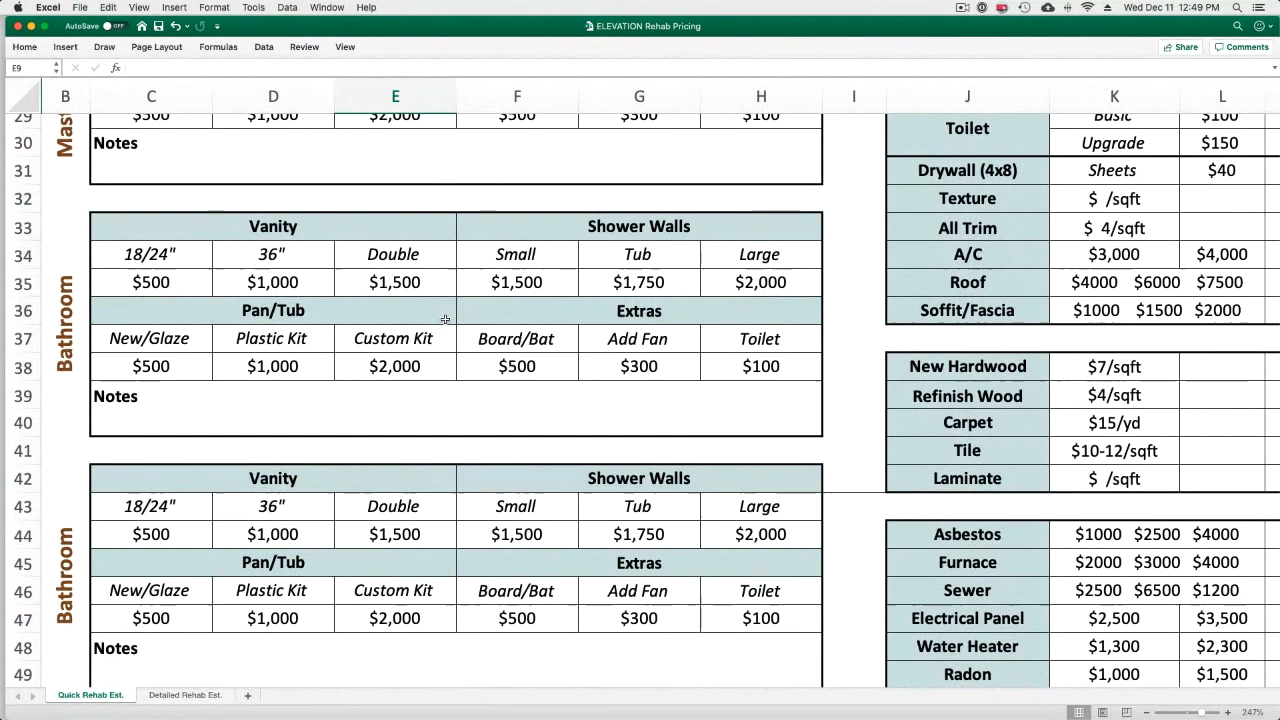 Excel File Edit View Insert Format Tools Data Window Help Wed Dec 11 12:49 PM
AutoSave OFF ELEVATION Rehab Pricing
Home Insert Draw Page Layout Formulas Data Review View Share Comments
E9 fx
B C D E F G H I J K L
29 $500 $1,000 $2,000 $500 $300 $100 Toilet Basic $100
30 Mas Notes Upgrade $150
31 Drywall (4x8) Sheets $40
32 Texture $ /sqft
33 Vanity Shower Walls All Trim $ 4/sqft
34 18/24" 36" Double Small Tub Large A/C $3,000 $4,000
35 $500 $1,000 $1,500 $1,500 $1,750 $2,000 Roof $4000 $6000 $7500
36 Bathroom Pan/Tub Extras Soffit/Fascia $1000 $1500 $2000
37 New/Glaze Plastic Kit Custom Kit Board/Bat Add Fan Toilet
38 $500 $1,000 $2,000 $500 $300 $100 New Hardwood $7/sqft
39 Notes Refinish Wood $4/sqft
40 Carpet $15/yd
41 Tile $10-12/sqft
42 Vanity Shower Walls Laminate $ /sqft
43 18/24" 36" Double Small Tub Large
44 $500 $1,000 $1,500 $1,500 $1,750 $2,000 Asbestos $1000 $2500 $4000
45 Bathroom Pan/Tub Extras Furnace $2000 $3000 $4000
46 New/Glaze Plastic Kit Custom Kit Board/Bat Add Fan Toilet Sewer $2500 $6500 $1200
47 $500 $1,000 $2,000 $500 $300 $100 Electrical Panel $2,500 $3,500
48 Notes Water Heater $1,300 $2,300
49 Radon $1,000 $1,500
Quick Rehab Est. Detailed Rehab Est. +
247%